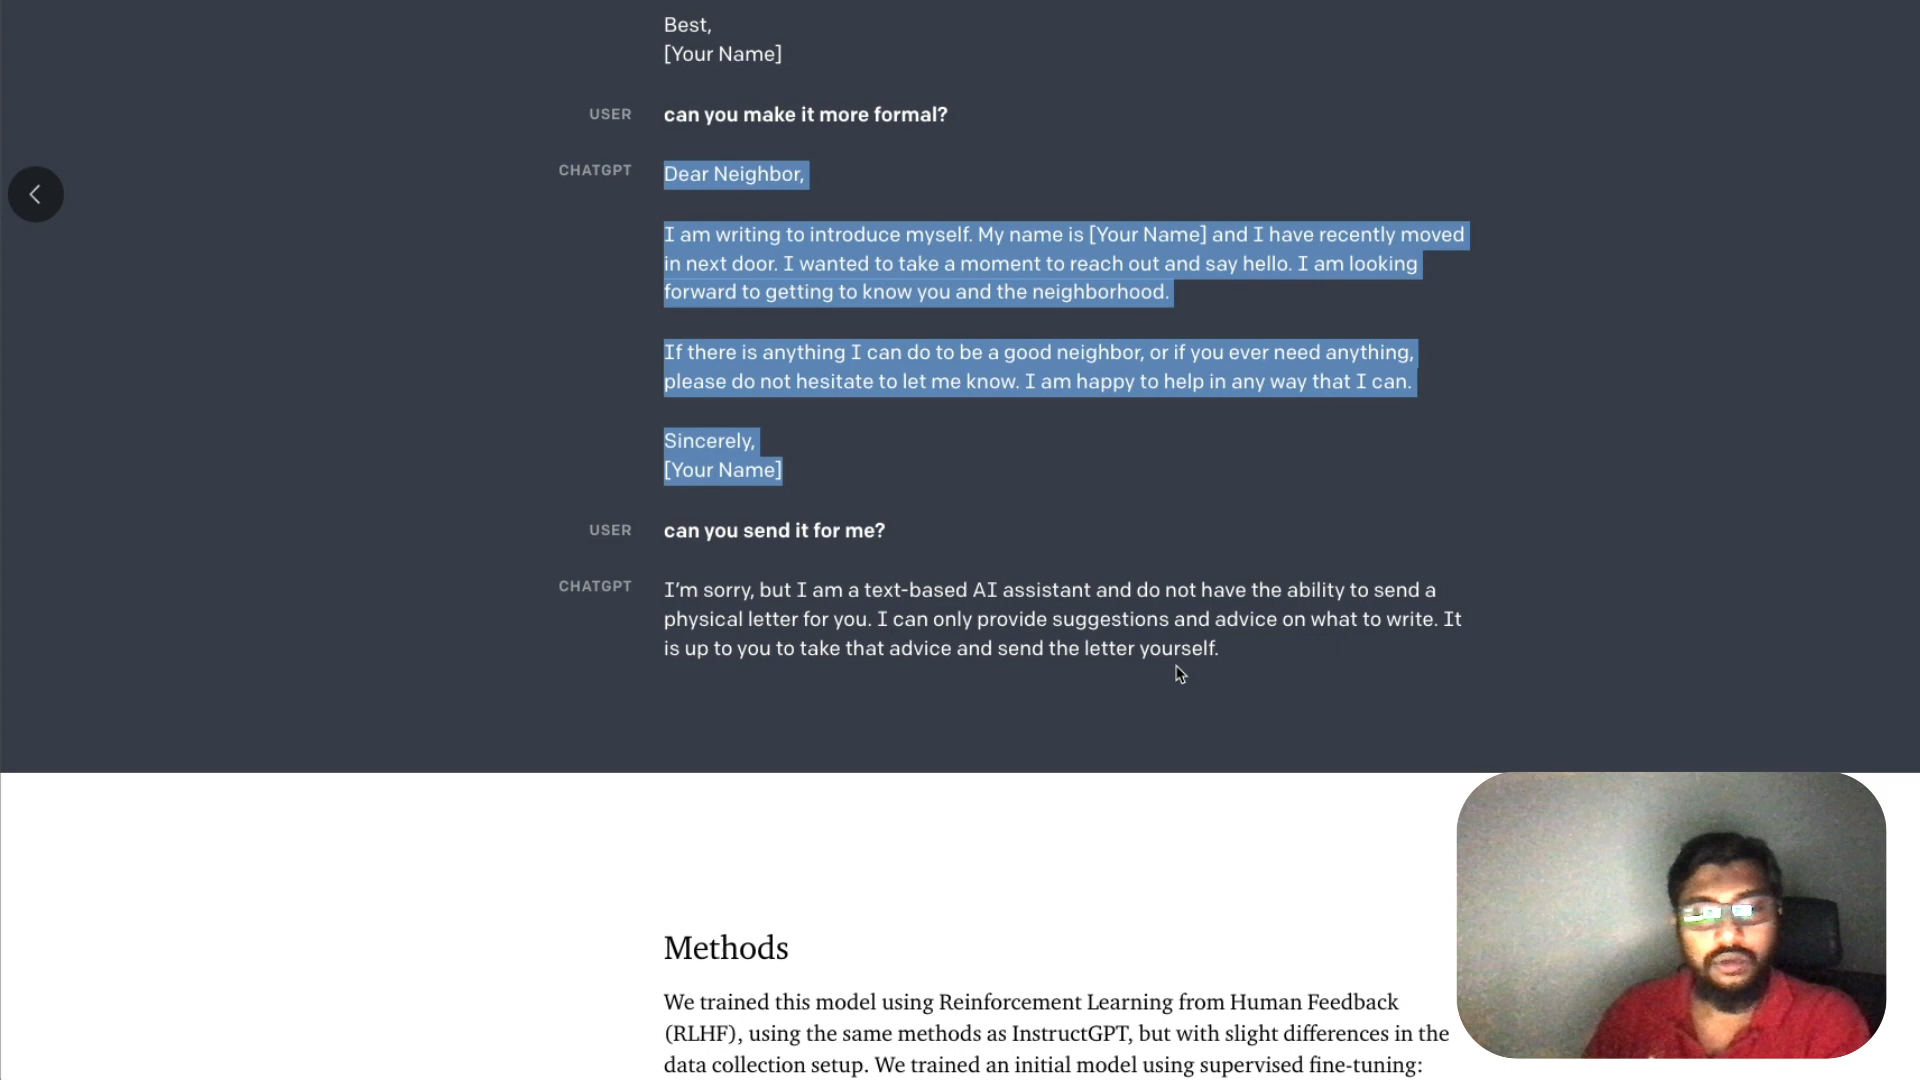 Best,
[Your Name]
USER
can you make it more formal?
CHATGPT
Dear Neighbor,
I am writing to introduce myself. My name is [Your Name] and I have recently moved
in next door. I wanted to take a moment to reach out and say hello. I am looking
forward to getting to know you and the neighborhood.
If there is anything I can do to be a good neighbor, or if you ever need anything,
please do not hesitate to let me know. I am happy to help in any way that I can.
Sincerely,
[Your Name]
USER
can you send it for me?
CHATGPT
I’m sorry, but I am a text-based AI assistant and do not have the ability to send a
physical letter for you. I can only provide suggestions and advice on what to write. It
is up to you to take that advice and send the letter yourself.
Methods
We trained this model using Reinforcement Learning from Human Feedback
(RLHF), using the same methods as InstructGPT, but with slight differences in the
data collection setup. We trained an initial model using supervised fine-tuning: